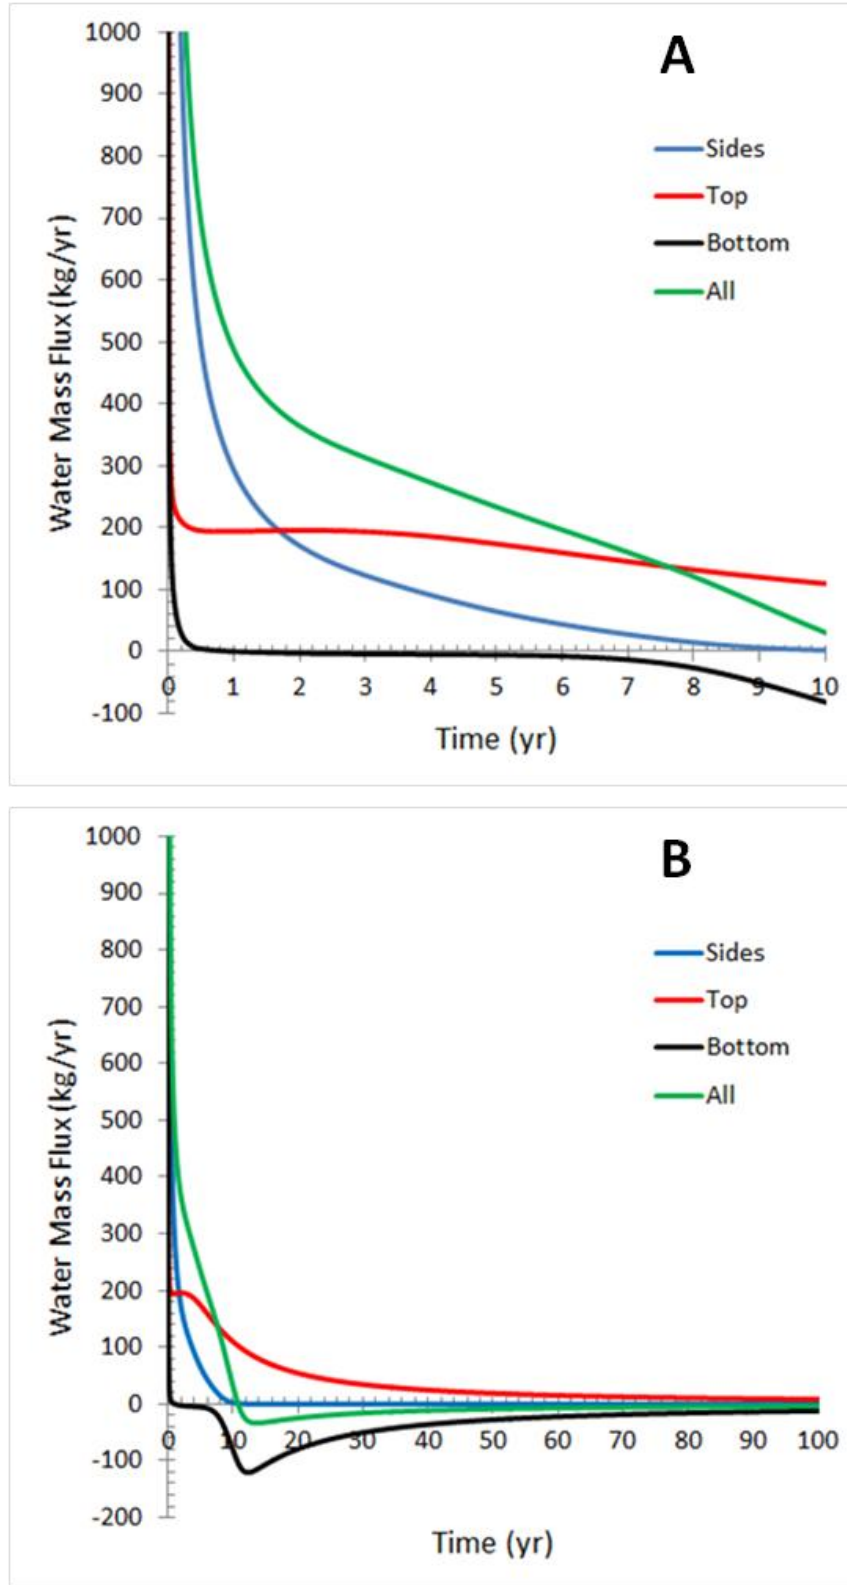 A
1000
900
800
700
600
500
400
300
200
100
0
-100
Water Mass Flux (kg/yr)
Sides
Top
Bottom
All
0 1 2 3 4 5 6 7 8 9 10
Time (yr)
B
1000
900
800
700
600
500
400
300
200
100
0
-100
-200
Water Mass Flux (kg/yr)
Sides
Top
Bottom
All
0 10 20 30 40 50 60 70 80 90 100
Time (yr)